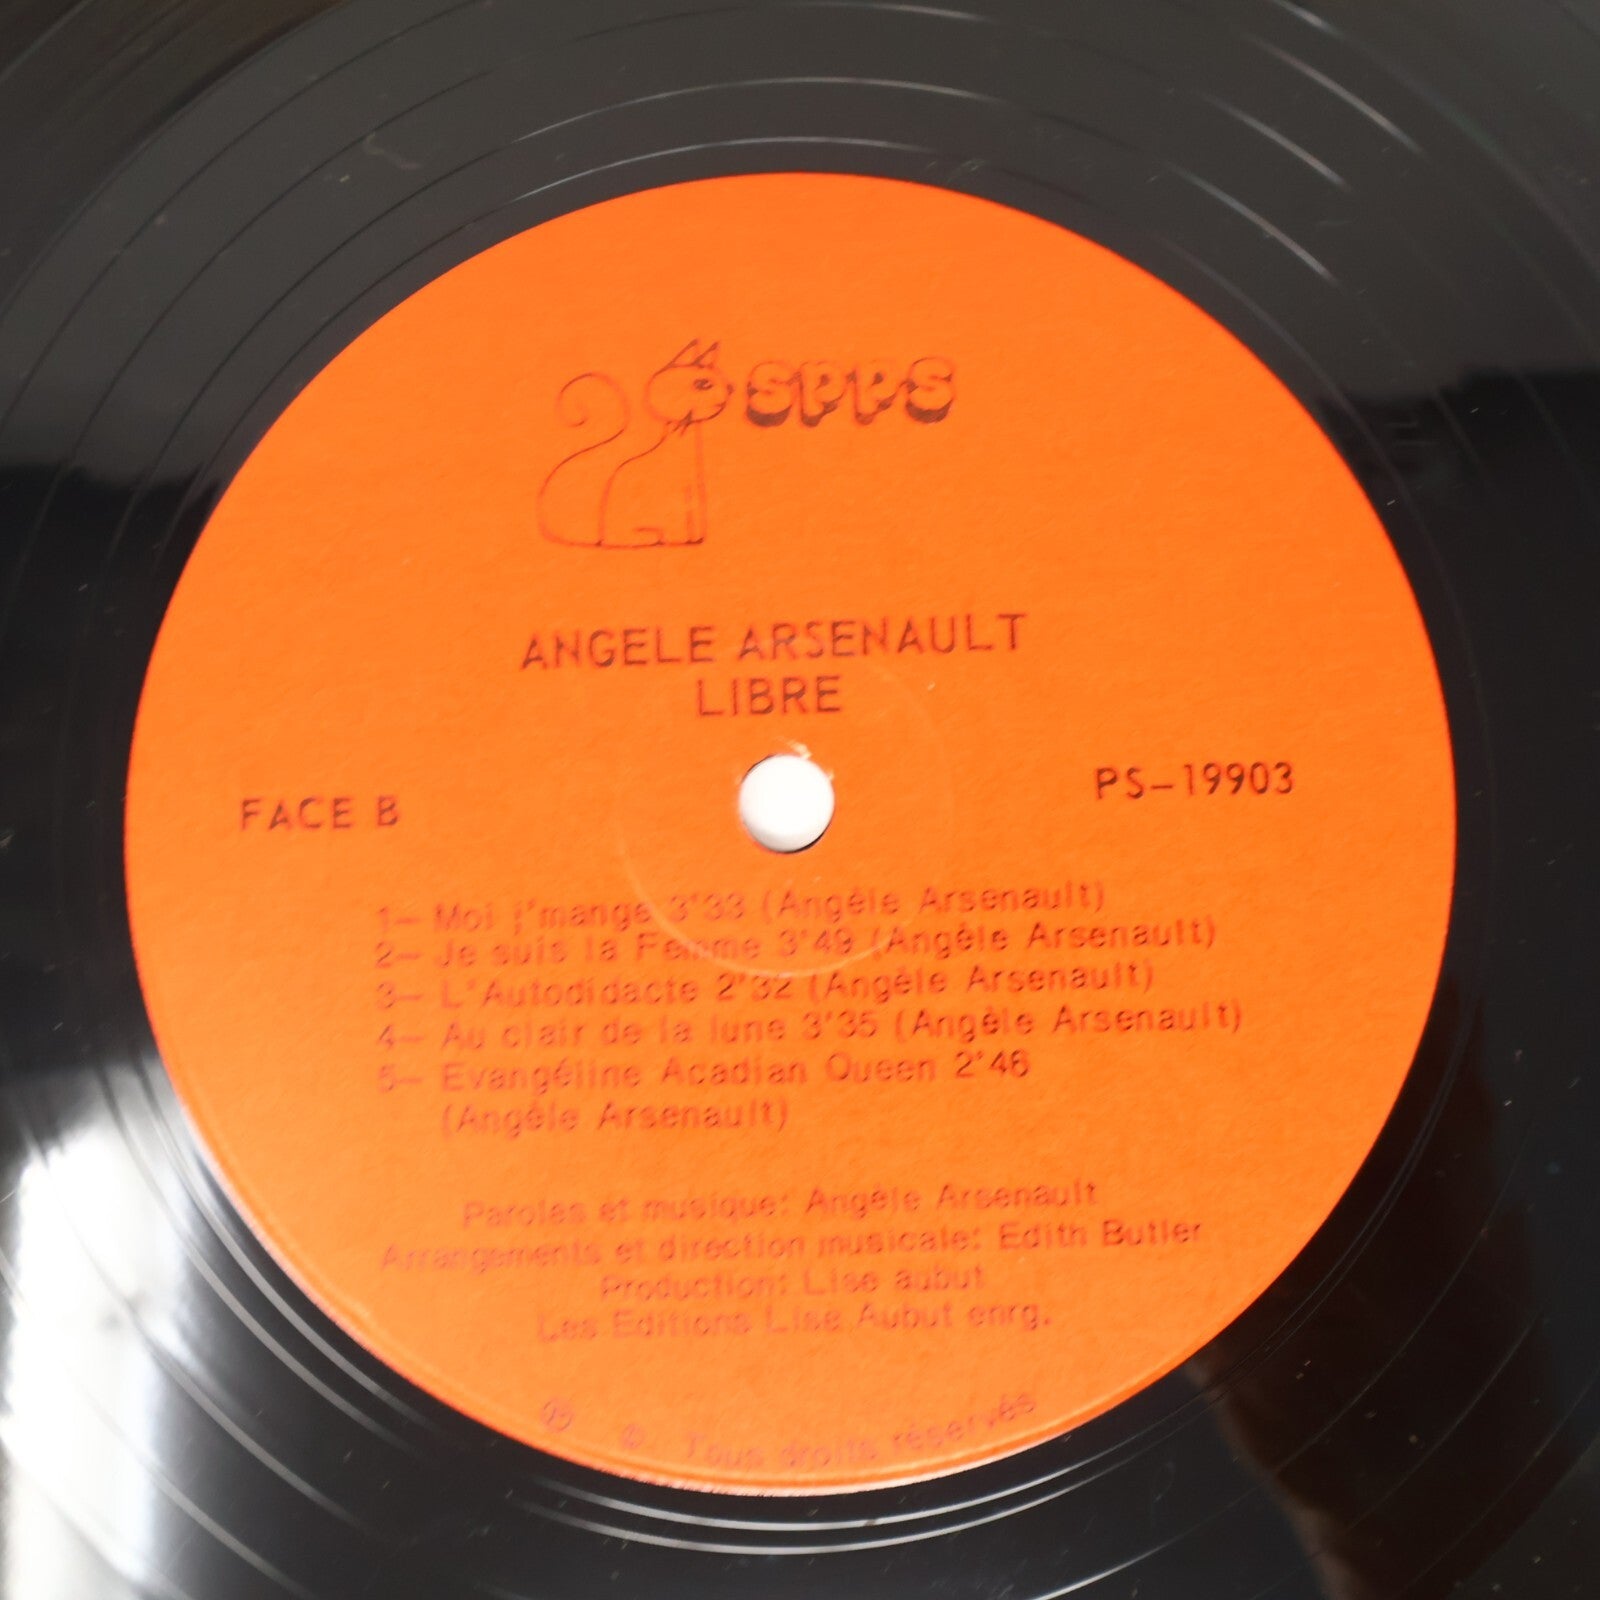 SPPS
ANGELE ARSENAULT
LIBRE
FACE B
PS-19903
1- Moi j'mange 3'33 (Angèle Arsenault)
2- Je suis la Femme 3'49 (Angèle Arsenault)
3- L'Autodidacte 2'32 (Angèle Arsenault)
4- Au clair de la lune 3'35 (Angèle Arsenault)
5- Evangéline Acadian Queen 2'46
(Angèle Arsenault)
Paroles et musique: Angèle Arsenault
Arrangements et direction musicale: Edith Butler
Production: Lise aubut
Les Editions Lise Aubut enrg.
© Tous droits réservés